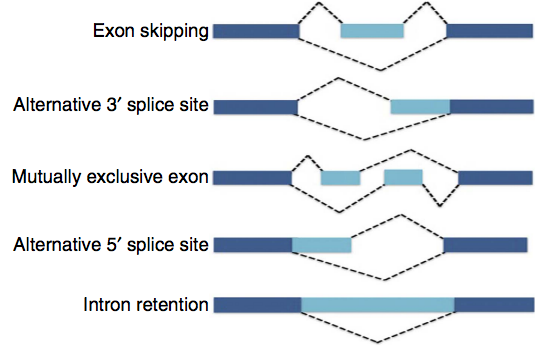 Exon skipping
Alternative 3′ splice site
Mutually exclusive exon
Alternative 5′ splice site
Intron retention